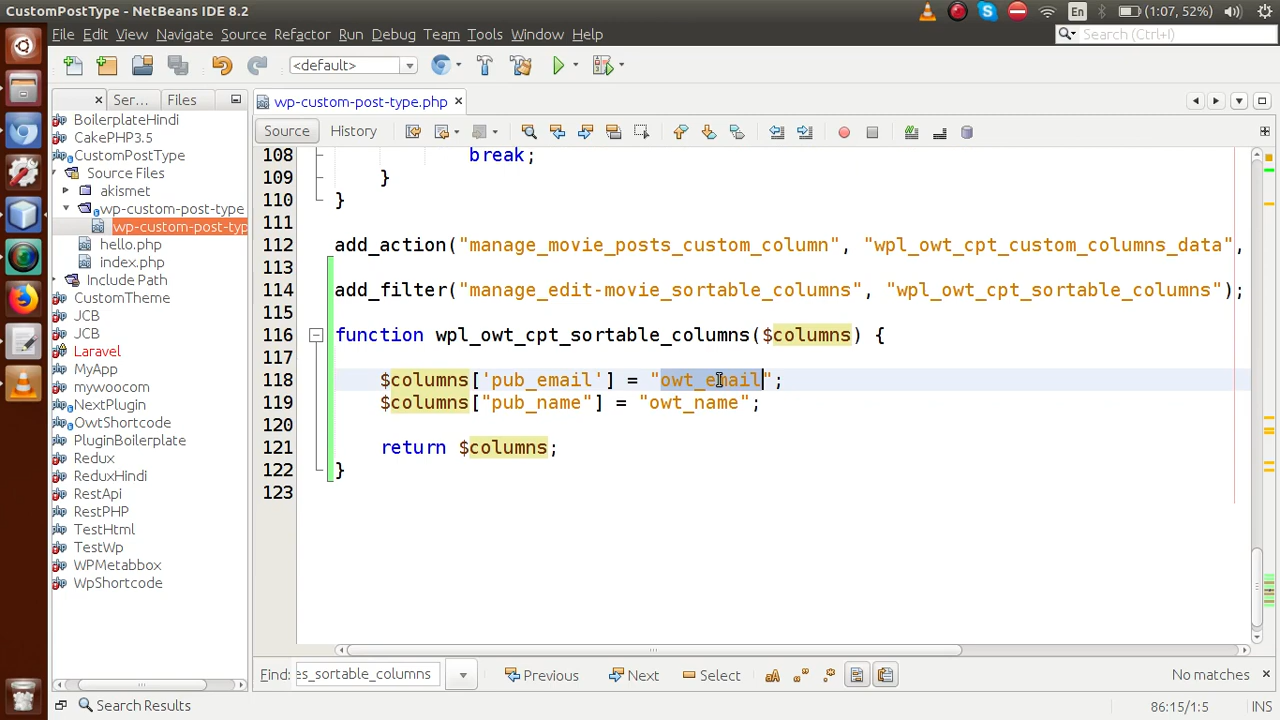 CustomPostType - NetBeans IDE 8.2
En
(1:07, 52%)
File Edit View Navigate Source Refactor Run Debug Team Tools Window Help
Search (Ctrl+I)
<default>
Ser... Files
wp-custom-post-type.php
Source History
BoilerplateHindi
CakePHP3.5
CustomPostType
Source Files
akismet
wp-custom-post-type
wp-custom-post-typ
hello.php
index.php
Include Path
CustomTheme
JCB
JCB
Laravel
MyApp
mywoocom
NextPlugin
OwtShortcode
PluginBoilerplate
Redux
ReduxHindi
RestApi
RestPHP
TestHtml
TestWp
WPMetabbox
WpShortcode
108 break;
109 }
110 }
111
112 add_action("manage_movie_posts_custom_column", "wpl_owt_cpt_custom_columns_data",
113
114 add_filter("manage_edit-movie_sortable_columns", "wpl_owt_cpt_sortable_columns");
115
116 function wpl_owt_cpt_sortable_columns($columns) {
117
118 $columns['pub_email'] = "owt_email";
119 $columns["pub_name"] = "owt_name";
120
121 return $columns;
122 }
123
Find: es_sortable_columns Previous Next Select No matches
Search Results 86:15/1:5 INS